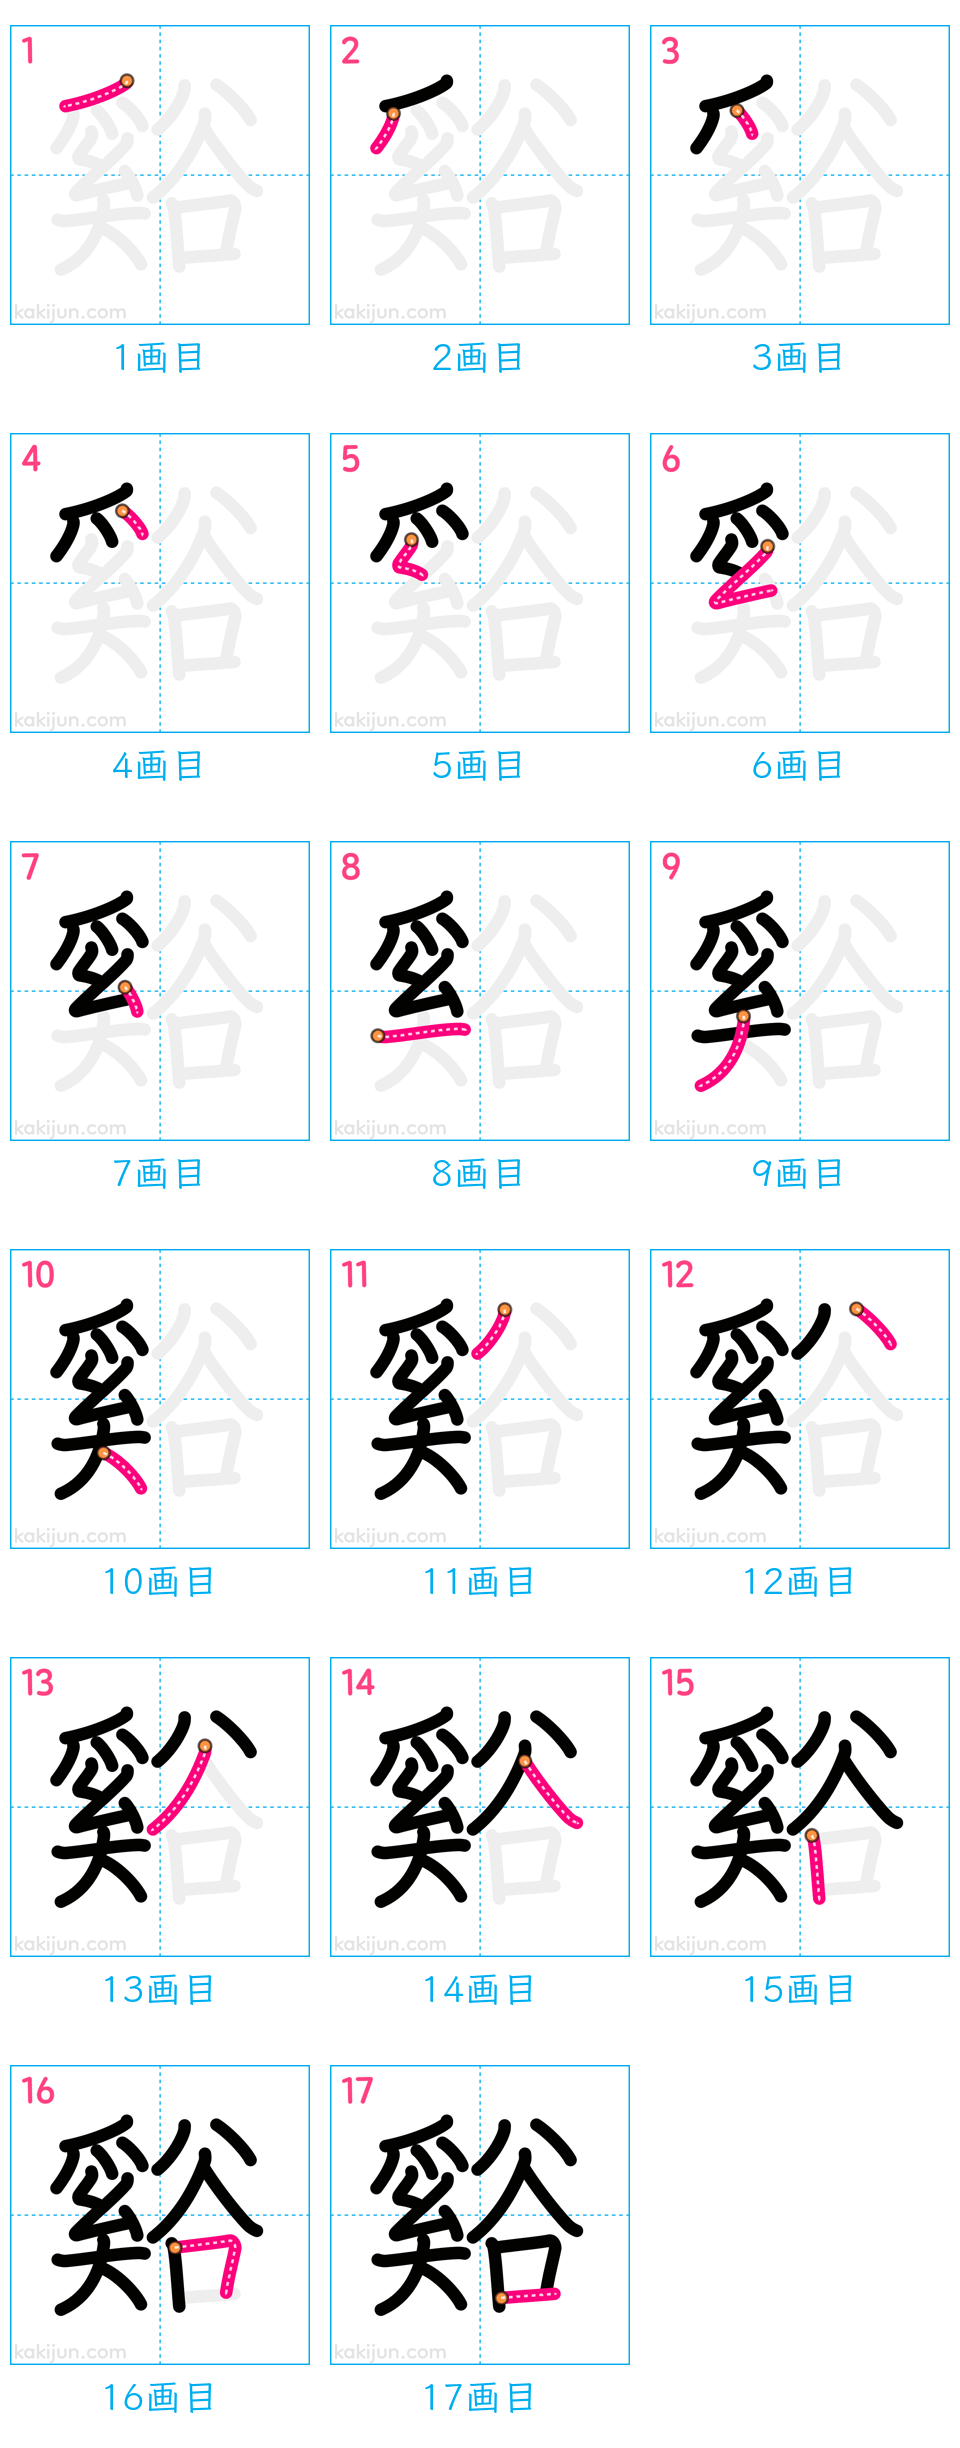 1 2 3
谿
kakijun.com kakijun.com kakijun.com
1画目 2画目 3画目
4 5 6
kakijun.com kakijun.com kakijun.com
4画目 5画目 6画目
7 8 9
kakijun.com kakijun.com kakijun.com
7画目 8画目 9画目
10 11 12
kakijun.com kakijun.com kakijun.com
10画目 11画目 12画目
13 14 15
kakijun.com kakijun.com kakijun.com
13画目 14画目 15画目
16 17
谿 谿
kakijun.com kakijun.com
16画目 17画目